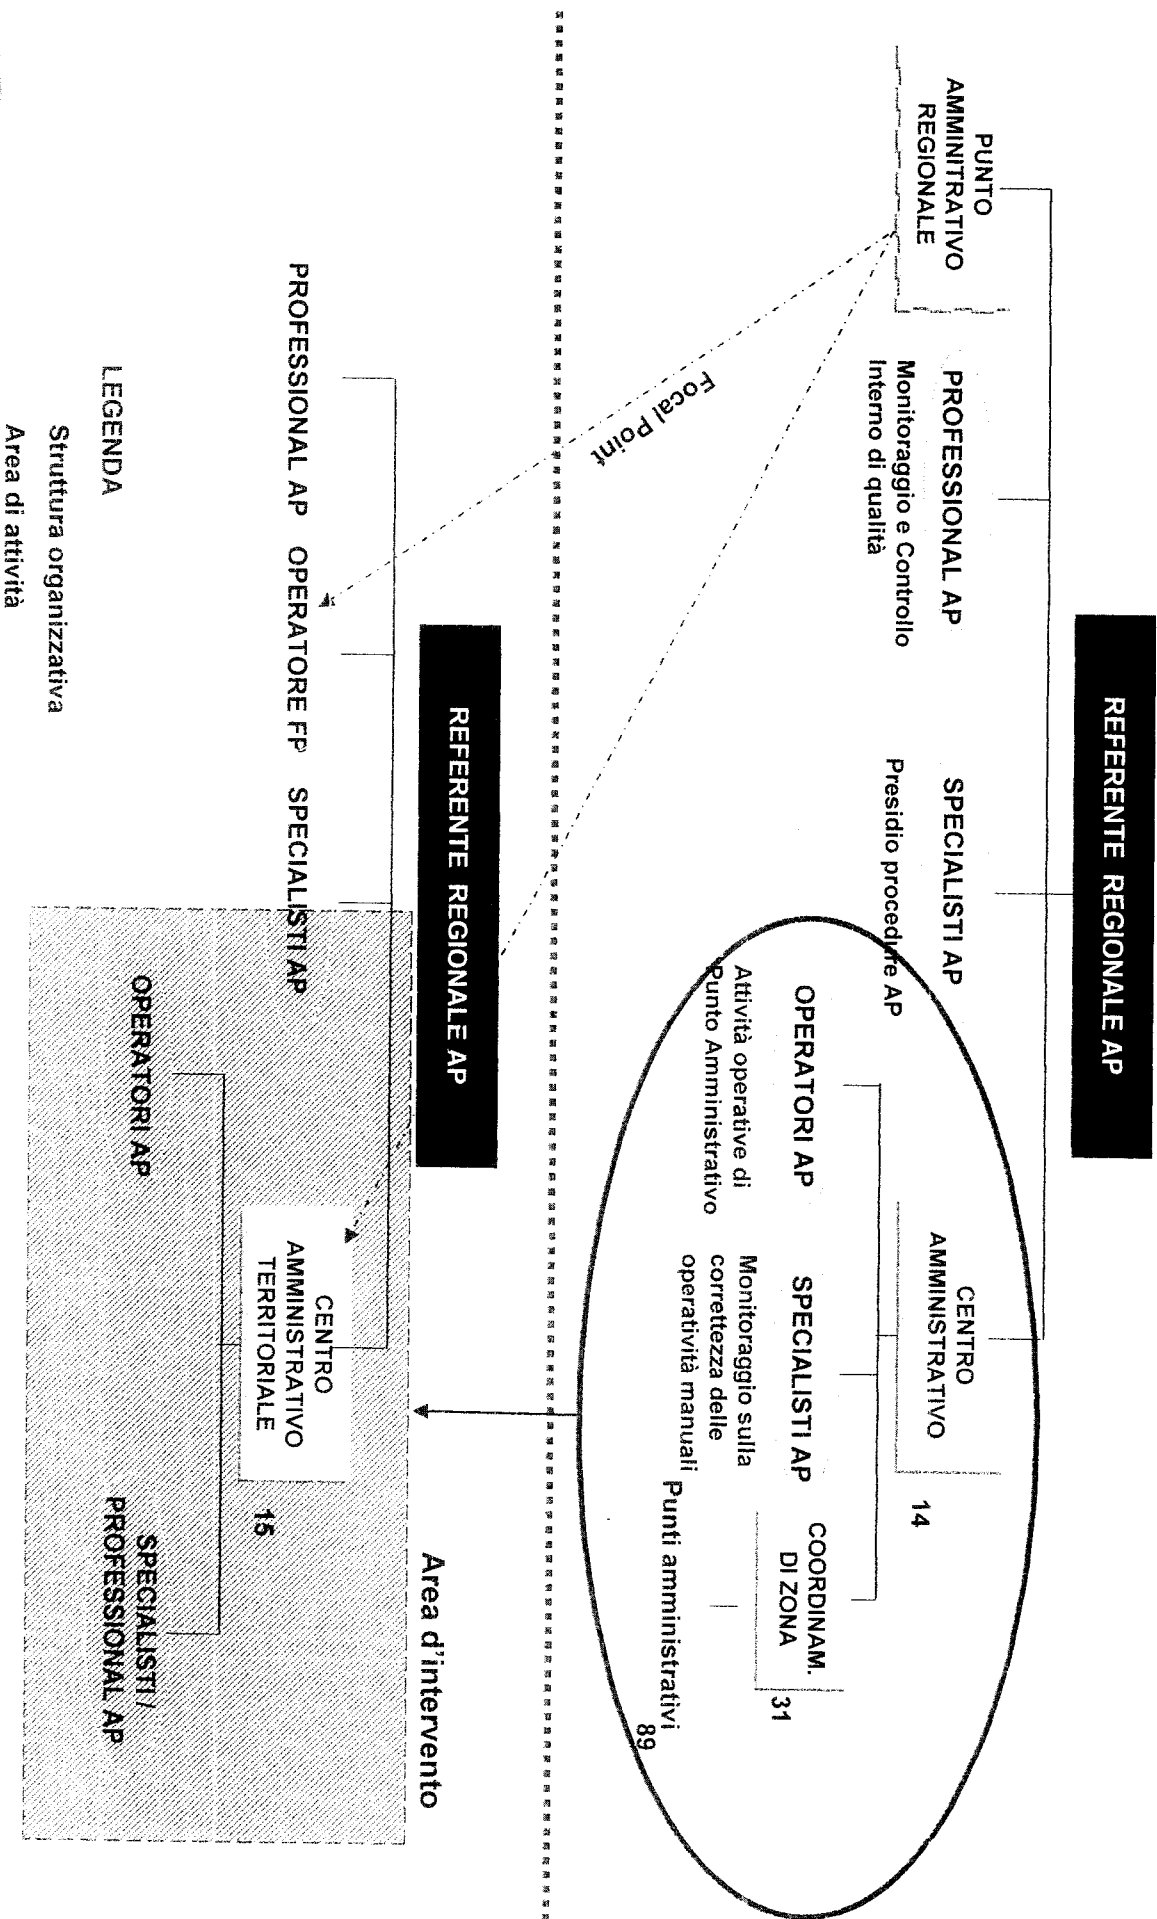 REFERENTE REGIONALE AP
PUNTO
AMMINITRATIVO
REGIONALE
PROFESSIONAL AP
Monitoraggio e Controllo
Interno di qualità
SPECIALISTI AP
Presidio procedure AP
CENTRO
AMMINISTRATIVO
14
OPERATORI AP
Attività operative di
Punto Amministrativo
SPECIALISTI AP
Monitoraggio sulla
correttezza delle
operatività manuali
COORDINAM.
DI ZONA
31
Punti amministrativi
89
Focal Point
REFERENTE REGIONALE AP
Area d'intervento
PROFESSIONAL AP
OPERATORE FP
SPECIALISTI AP
CENTRO
AMMINISTRATIVO
TERRITORIALE
15
OPERATORI AP
SPECIALISTI /
PROFESSIONAL AP
LEGENDA
Struttura organizzativa
Area di attività